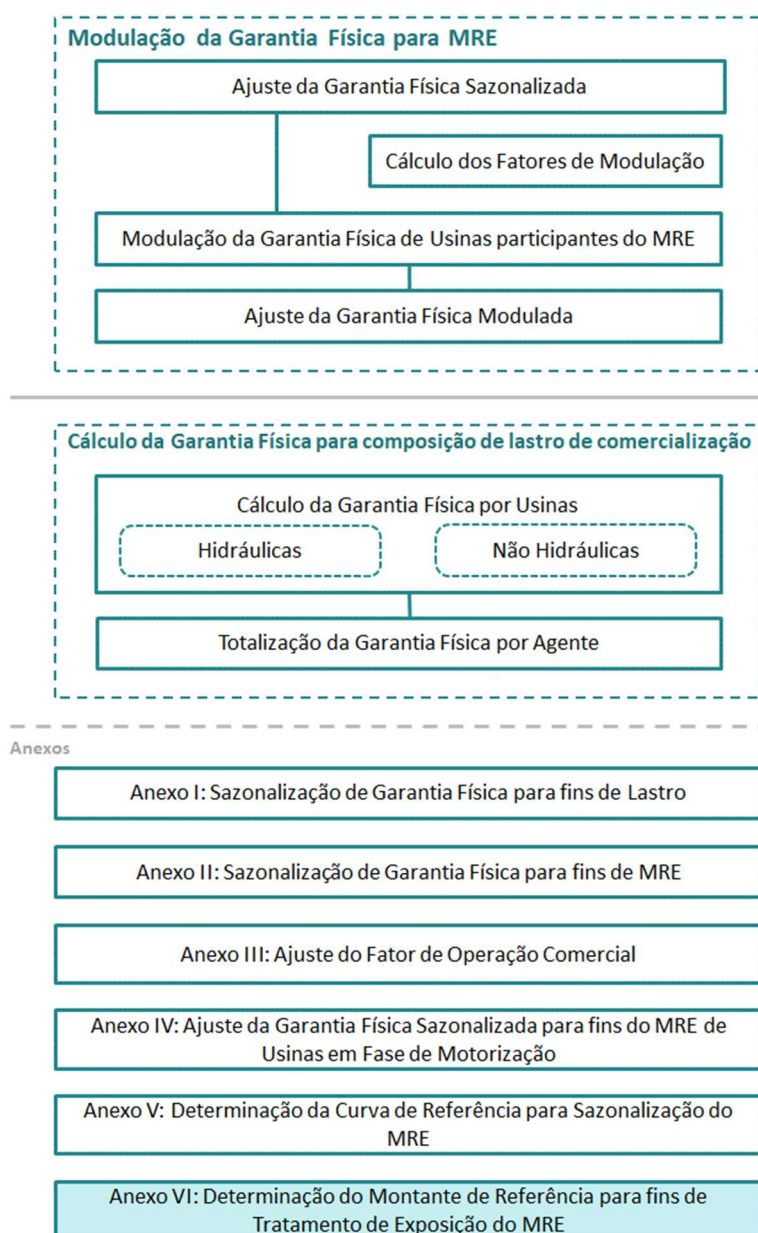 Modulação da Garantia Física para MRE
Ajuste da Garantia Física Sazonalizada
Cálculo dos Fatores de Modulação
Modulação da Garantia Física de Usinas participantes do MRE
Ajuste da Garantia Física Modulada
Cálculo da Garantia Física para composição de lastro de comercialização
Cálculo da Garantia Física por Usinas
Hidráulicas
Não Hidráulicas
Totalização da Garantia Física por Agente
Anexos
Anexo I: Sazonalização de Garantia Física para fins de Lastro
Anexo II: Sazonalização de Garantia Física para fins de MRE
Anexo III: Ajuste do Fator de Operação Comercial
Anexo IV: Ajuste da Garantia Física Sazonalizada para fins do MRE de
Usinas em Fase de Motorização
Anexo V: Determinação da Curva de Referência para Sazonalização do
MRE
Anexo VI: Determinação do Montante de Referência para fins de
Tratamento de Exposição do MRE